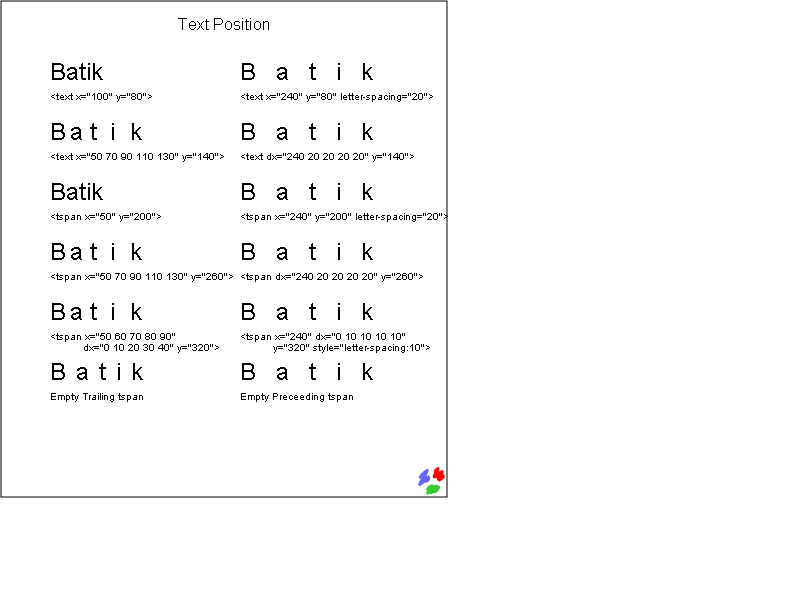 Text Position
Batik
B a t i k
<text x="100" y="80">
<text x="240" y="80" letter-spacing="20">
B a t i k
B a t i k
<text x="50 70 90 110 130" y="140">
<text dx="240 20 20 20 20" y="140">
Batik
B a t i k
<tspan x="50" y="200">
<tspan x="240" y="200" letter-spacing="20">
B a t i k
B a t i k
<tspan x="50 70 90 110 130" y="260">
<tspan dx="240 20 20 20 20" y="260">
B a t i k
B a t i k
<tspan x="50 60 70 80 90"
dx="0 10 20 30 40" y="320">
<tspan x="240" dx="0 10 10 10 10"
y="320" style="letter-spacing:10">
B a t i k
B a t i k
Empty Trailing tspan
Empty Preceeding tspan